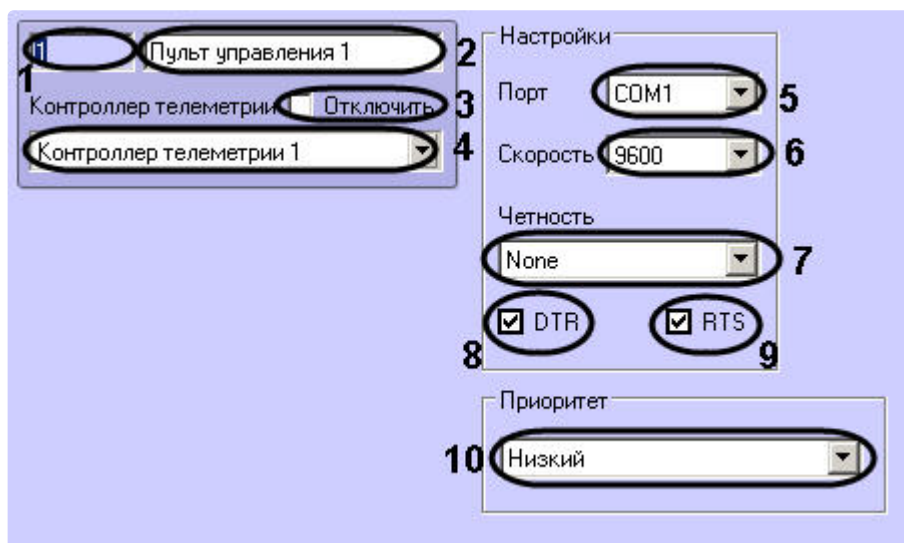 1 Пульт управления 1 2
1
Контроллер телеметрии Отключить 3
Контроллер телеметрии 1 4
Настройки
Порт COM1 5
Скорость 9600 6
Четность
None 7
DTR RTS
8 9
Приоритет
10 Низкий